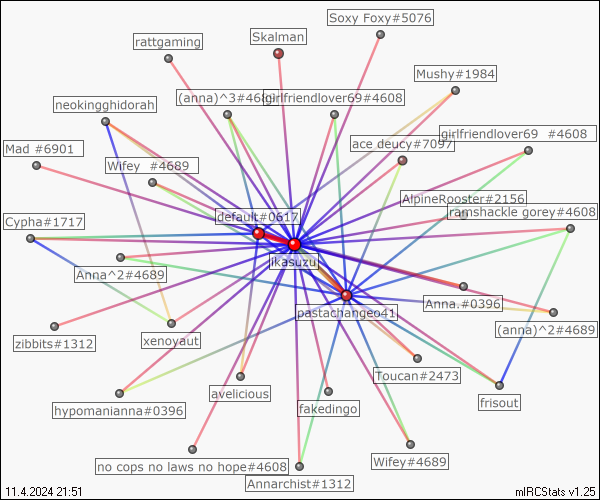 Soxy Foxy#5076
Skalman
rattgaming
Mushy#1984
(anna)^3#4689
girlfriendlover69#4608
neokingghidorah
girlfriendlover69 #4608
ace deucy#7097
Mad #6901
Wifey #4689
AlpineRooster#2156
ranshackle gorey#4608
default#0617
Cypha#1717
ikasuzu
Anna^2#4689
Anna.#0396
pastachangeo41
(anna)^2#4689
xenoyaut
zibbits#1312
Toucan#2473
avelicious
frisout
fakedingo
hypomanianna#0396
Wifey#4689
no cops no laws no hope#4608
Annarchist#1312
11.4.2024 21:51
mIRCStats v1.25